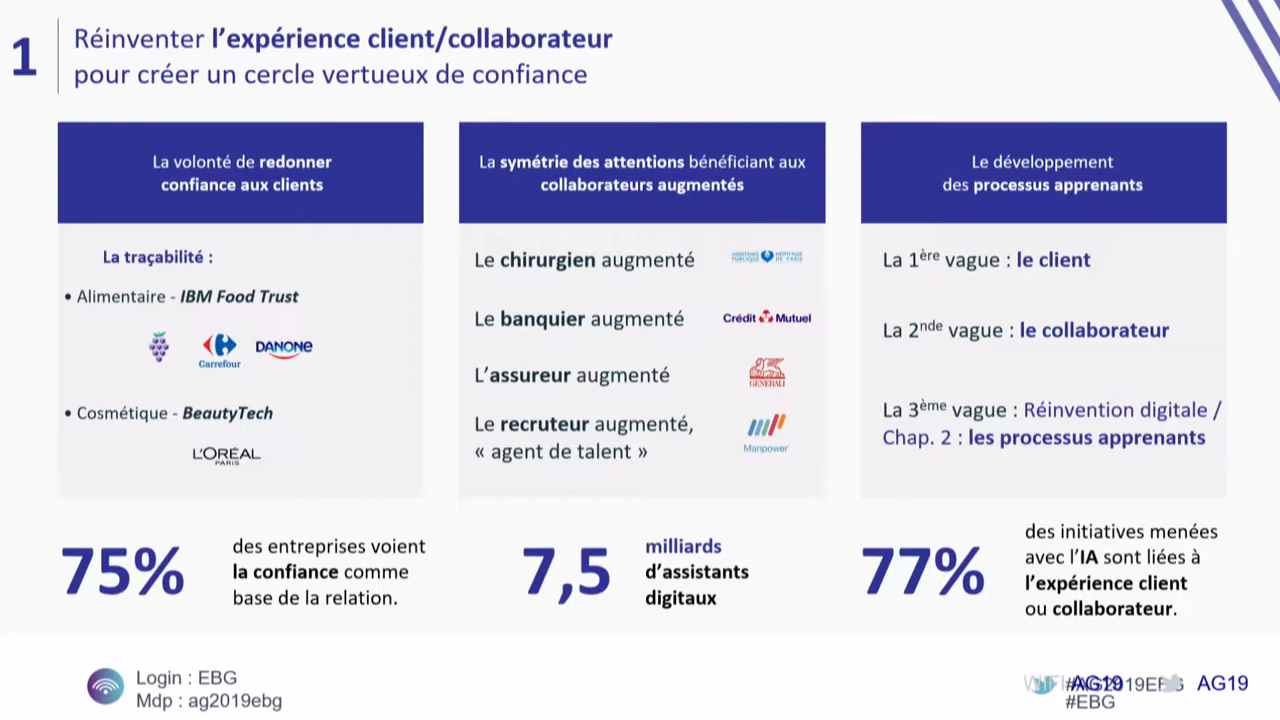 1
Réinventer l'expérience client/collaborateur
pour créer un cercle vertueux de confiance
La volonté de redonner
confiance aux clients
La traçabilité :
• Alimentaire - IBM Food Trust
Carrefour
DANONE
• Cosmétique - BeautyTech
L'ORÉAL
PARIS
La symétrie des attentions bénéficiant aux
collaborateurs augmentés
Le chirurgien augmenté
ASSISTANCE PUBLIQUE HÔPITAUX DE PARIS
Le banquier augmenté
Crédit Mutuel
L'assureur augmenté
GENERALI
Le recruteur augmenté,
« agent de talent »
Manpower
Le développement
des processus apprenants
La 1ère vague : le client
La 2nde vague : le collaborateur
La 3ème vague : Réinvention digitale /
Chap. 2 : les processus apprenants
75%
des entreprises voient
la confiance comme
base de la relation.
7,5
milliards
d'assistants
digitaux
77%
des initiatives menées
avec l'IA sont liées à
l'expérience client
ou collaborateur.
Login : EBG
Mdp : ag2019ebg
AG19
#EBG
AG19